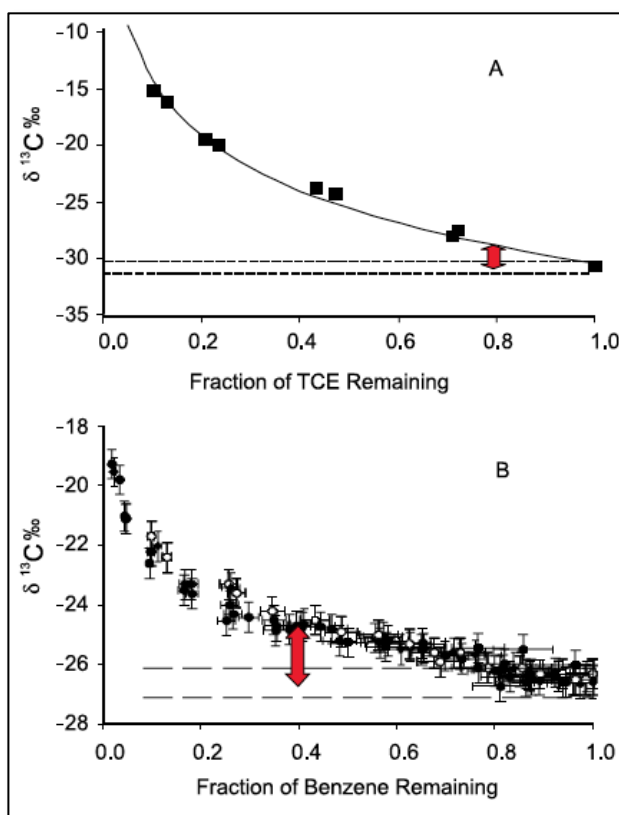 -10
A
-15
-20
-25
-30
-35
δ ¹³C ‰
0.0 0.2 0.4 0.6 0.8 1.0
Fraction of TCE Remaining
-18
B
-20
-22
-24
-26
-28
δ ¹³C ‰
0.0 0.2 0.4 0.6 0.8 1.0
Fraction of Benzene Remaining